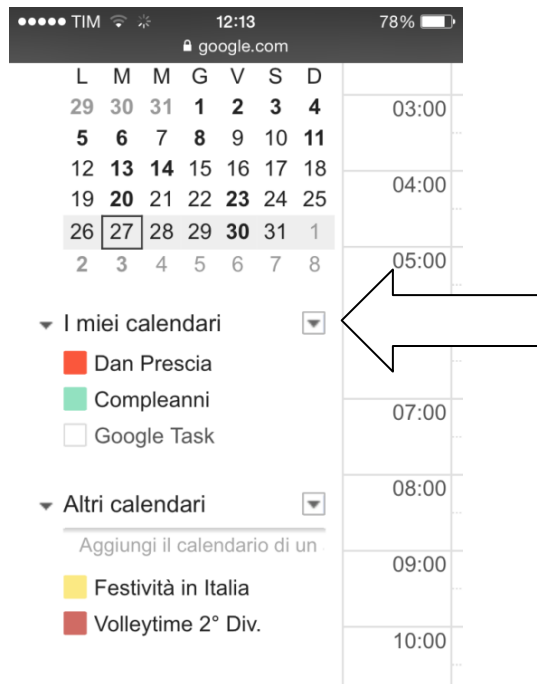 TIM 12:13 78%
google.com
L M M G V S D
29 30 31 1 2 3 4
03:00
5 6 7 8 9 10 11
12 13 14 15 16 17 18
04:00
19 20 21 22 23 24 25
26 27 28 29 30 31 1
05:00
2 3 4 5 6 7 8
I miei calendari
Dan Prescia
Compleanni
07:00
Google Task
08:00
Altri calendari
Aggiungi il calendario di un
09:00
Festività in Italia
Volleytime 2° Div.
10:00